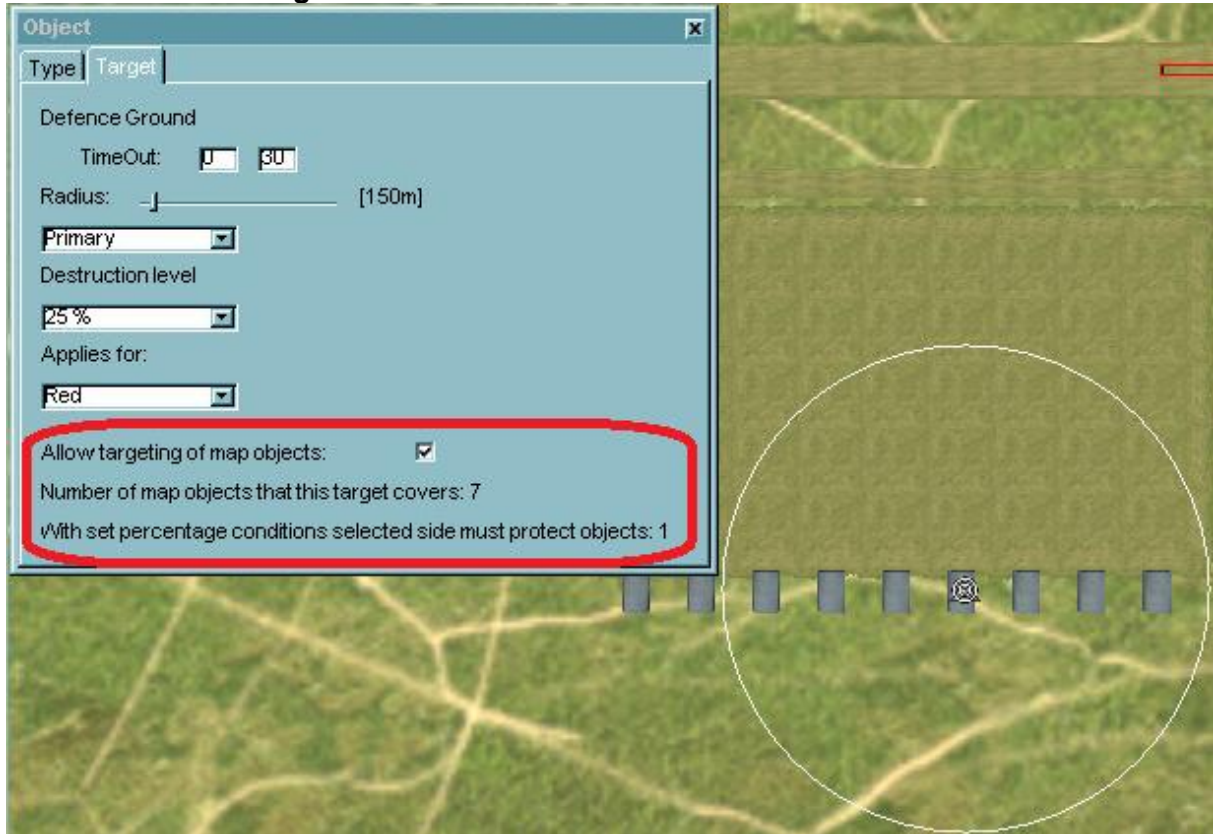 Object
Type Target
Defence Ground
TimeOut: 0 30
Radius: [150m]
Primary
Destruction level
25 %
Applies for:
Red
Allow targeting of map objects:
Number of map objects that this target covers: 7
With set percentage conditions selected side must protect objects: 1